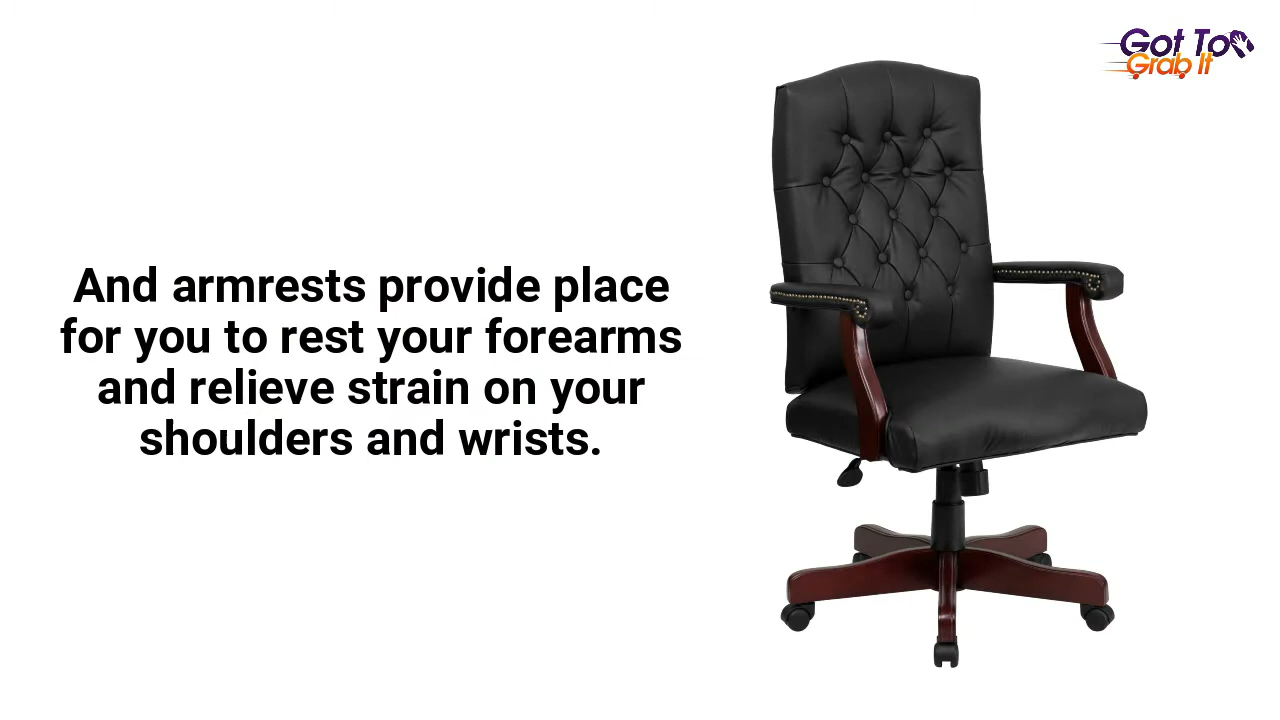 Got To
Grab It
And armrests provide place
for you to rest your forearms
and relieve strain on your
shoulders and wrists.